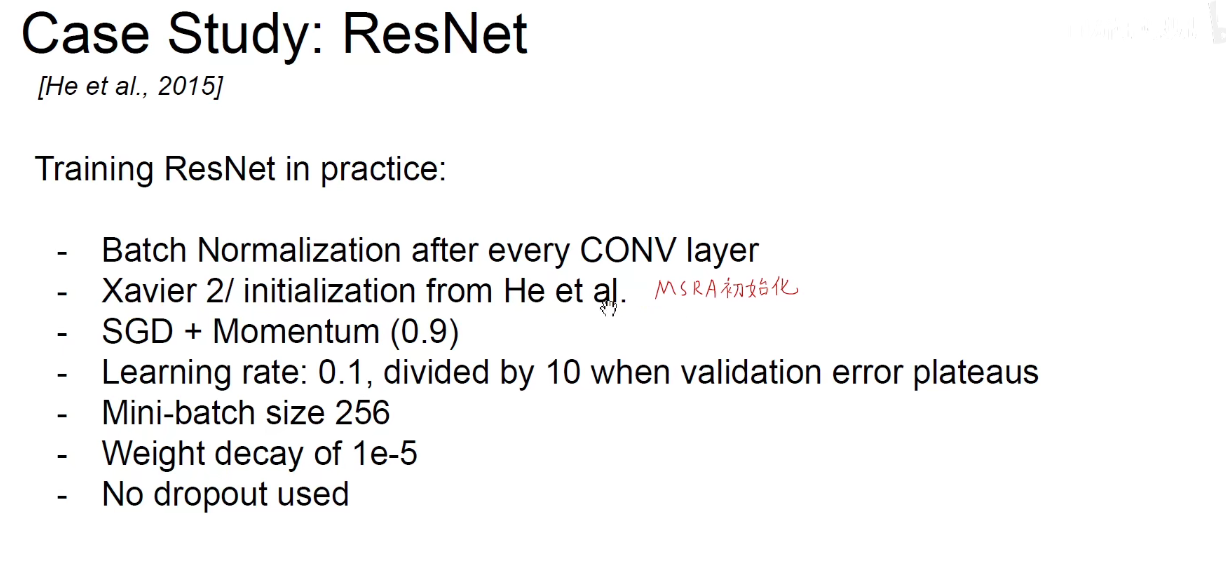 Case Study: ResNet
[He et al., 2015]
Training ResNet in practice:
- Batch Normalization after every CONV layer
- Xavier 2/ initialization from He et al. MSRA初始化
- SGD + Momentum (0.9)
- Learning rate: 0.1, divided by 10 when validation error plateaus
- Mini-batch size 256
- Weight decay of 1e-5
- No dropout used